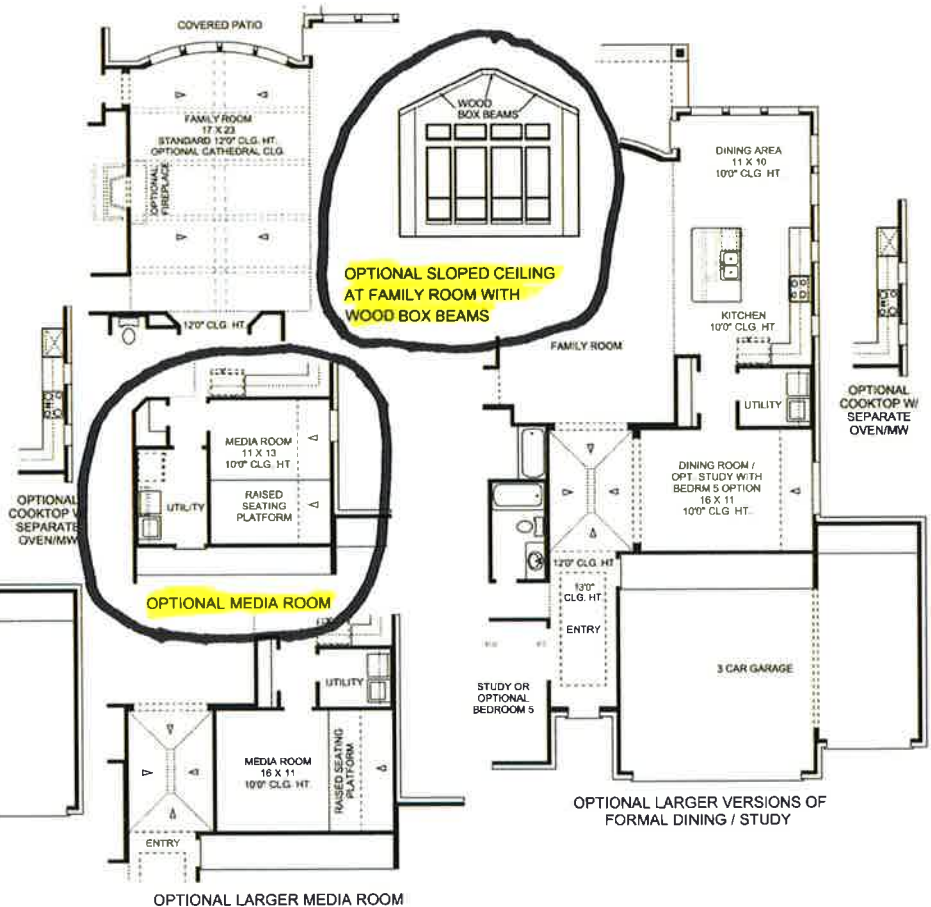 COVERED PATIO
FAMILY ROOM
17 X 23
STANDARD 12'0" CLG. HT.
OPTIONAL CATHEDRAL CLG.
OPTIONAL
FIREPLACE
12'0" CLG. HT
WOOD
BOX BEAMS
OPTIONAL SLOPED CEILING
AT FAMILY ROOM WITH
WOOD BOX BEAMS
DINING AREA
11 X 10
10'0" CLG. HT
KITCHEN
10'0" CLG. HT.
FAMILY ROOM
UTILITY
OPTIONAL
COOKTOP W/
SEPARATE
OVEN/MW
MEDIA ROOM
11 X 13
10'0" CLG. HT
RAISED
SEATING
PLATFORM
UTILITY
OPTIONAL
COOKTOP
SEPARATE
OVEN/MW
OPTIONAL MEDIA ROOM
DINING ROOM /
OPT. STUDY WITH
BEDRM 5 OPTION
16 X 11
10'0" CLG. HT.
12'0" CLG. HT
13'0"
CLG. HT
ENTRY
STUDY OR
OPTIONAL
BEDROOM 5
3 CAR GARAGE
OPTIONAL LARGER VERSIONS OF
FORMAL DINING / STUDY
UTILITY
MEDIA ROOM
16 X 11
10'0" CLG. HT.
RAISED SEATING
PLATFORM
ENTRY
OPTIONAL LARGER MEDIA ROOM